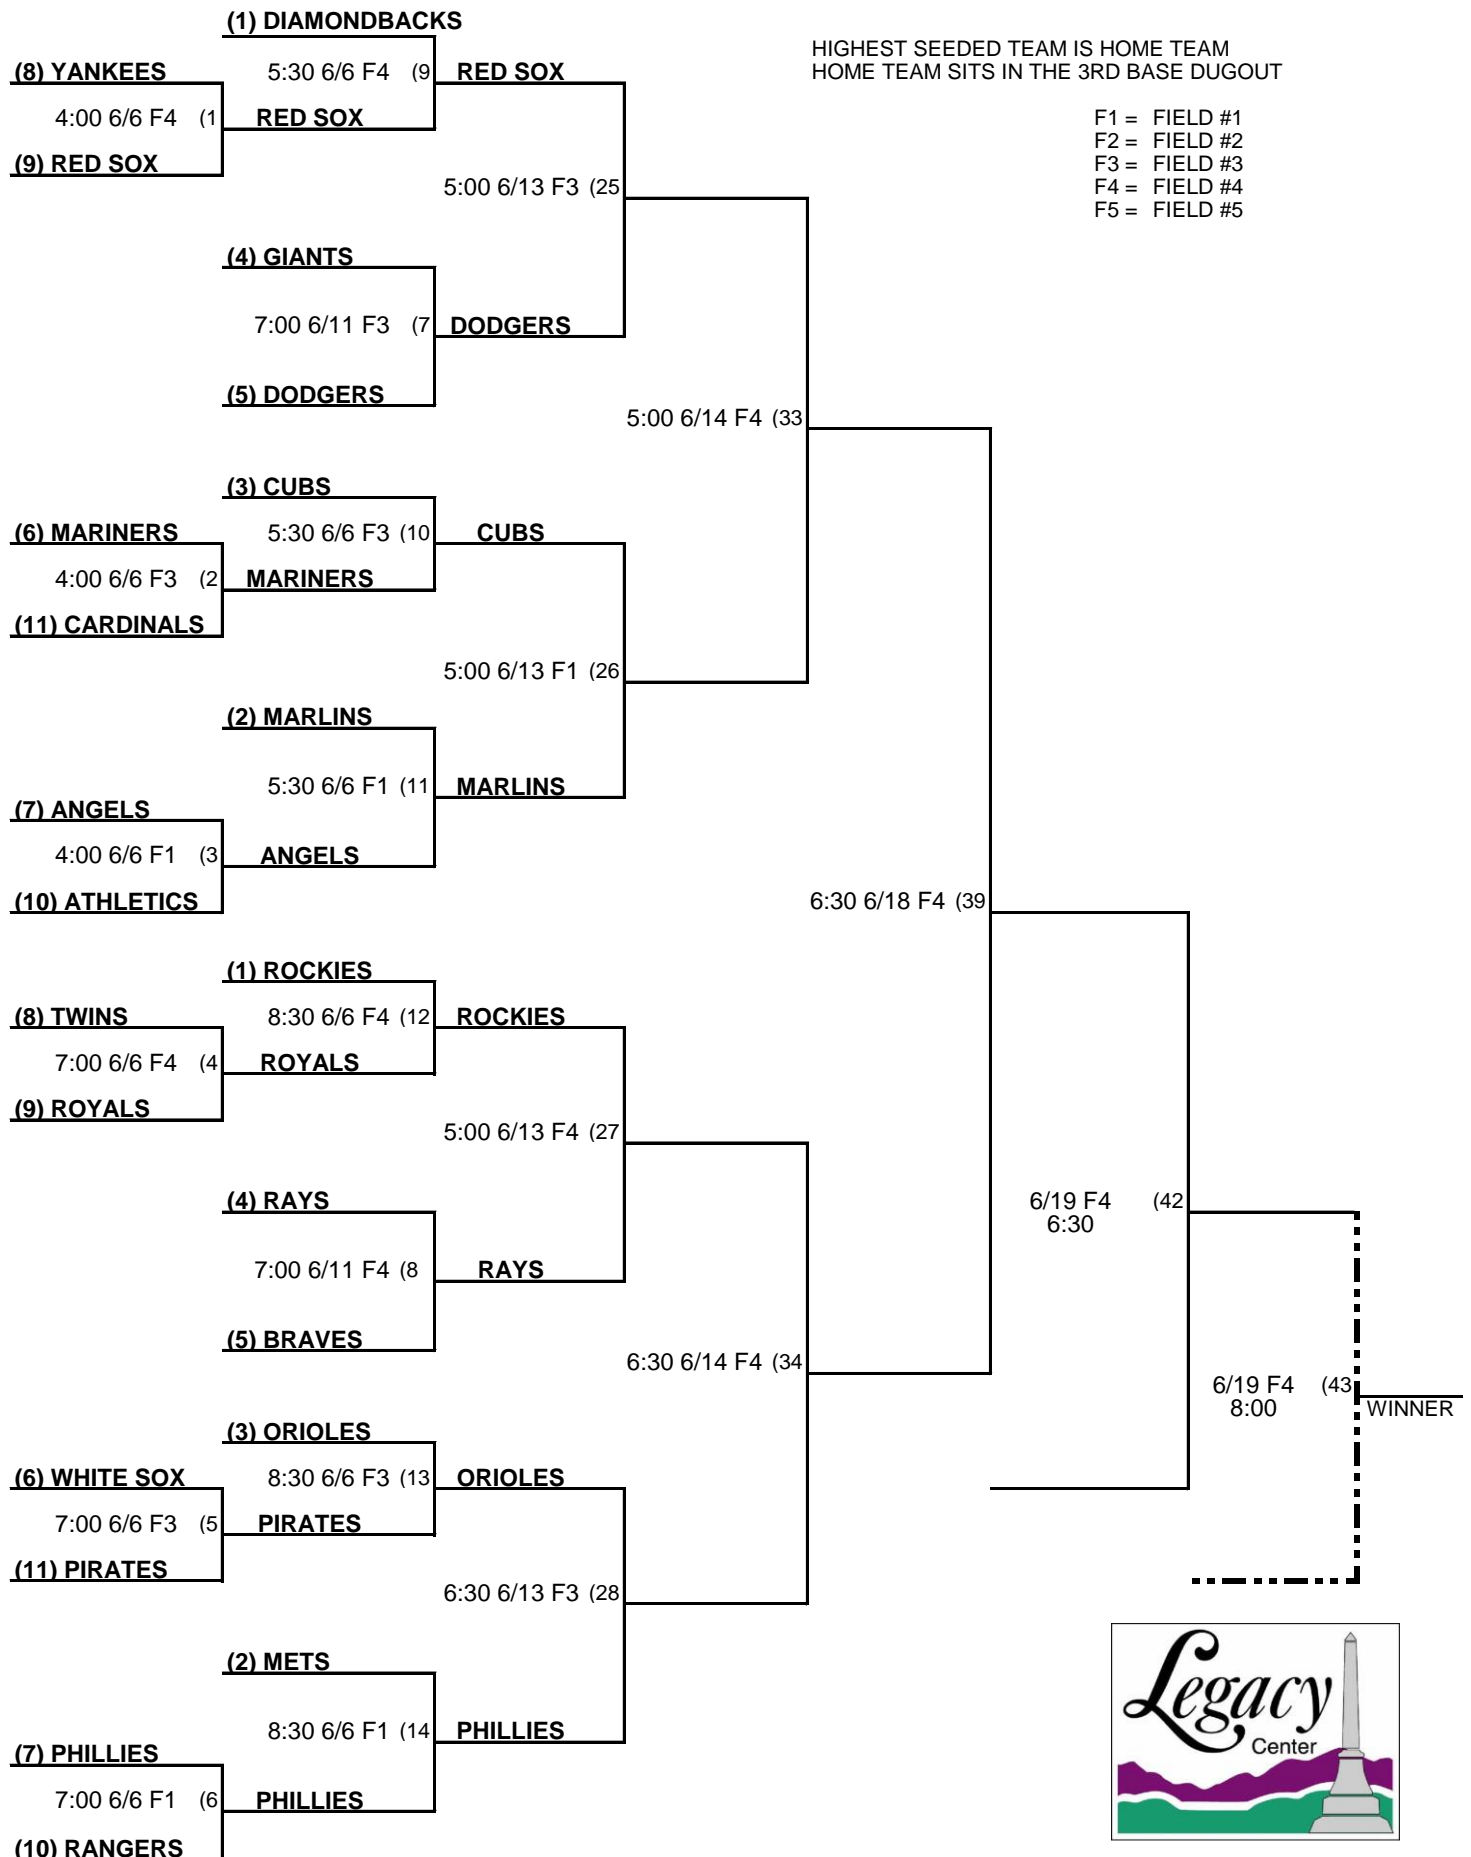 (1) DIAMONDBACKS
HIGHEST SEEDED TEAM IS HOME TEAM
(8) YANKEES
5:30 6/6 F4 (9
RED SOX
HOME TEAM SITS IN THE 3RD BASE DUGOUT
4:00 6/6 F4 (1
RED SOX
F1 = FIELD #1
F2 = FIELD #2
(9) RED SOX
F3 = FIELD #3
5:00 6/13 F3 (25
F4 = FIELD #4
F5 = FIELD #5
(4) GIANTS
7:00 6/11 F3 (7
DODGERS
(5) DODGERS
5:00 6/14 F4 (33
(3) CUBS
(6) MARINERS
5:30 6/6 F3 (10
CUBS
4:00 6/6 F3 (2
MARINERS
(11) CARDINALS
5:00 6/13 F1 (26
(2) MARLINS
5:30 6/6 F1 (11
MARLINS
(7) ANGELS
4:00 6/6 F1 (3
ANGELS
(10) ATHLETICS
6:30 6/18 F4 (39
(1) ROCKIES
(8) TWINS
8:30 6/6 F4 (12
ROCKIES
7:00 6/6 F4 (4
ROYALS
(9) ROYALS
5:00 6/13 F4 (27
(4) RAYS
6/19 F4 (42
6:30
7:00 6/11 F4 (8
RAYS
(5) BRAVES
6:30 6/14 F4 (34
6/19 F4 (43
8:00
WINNER
(3) ORIOLES
(6) WHITE SOX
8:30 6/6 F3 (13
ORIOLES
7:00 6/6 F3 (5
PIRATES
(11) PIRATES
6:30 6/13 F3 (28
(2) METS
8:30 6/6 F1 (14
PHILLIES
Legacy
Center
(7) PHILLIES
7:00 6/6 F1 (6
PHILLIES
(10) RANGERS